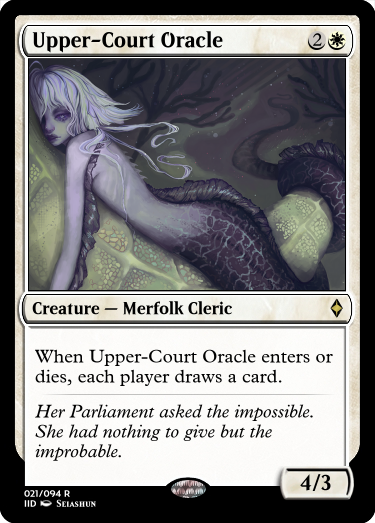 Upper-Court Oracle 2
Creature — Merfolk Cleric
When Upper-Court Oracle enters or
dies, each player draws a card.
Her Parliament asked the impossible.
She had nothing to give but the
improbable.
4/3
021/094 R
IID Seiashun